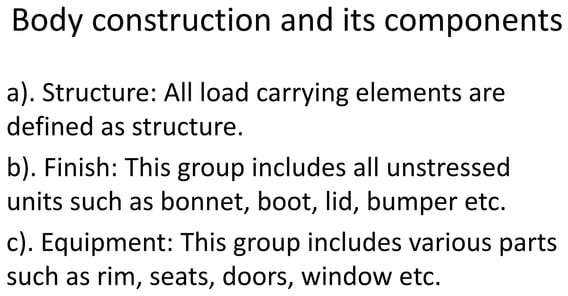 Body construction and its components
a). Structure: All load carrying elements are
defined as structure.
b). Finish: This group includes all unstressed
units such as bonnet, boot, lid, bumper etc.
c). Equipment: This group includes various parts
such as rim, seats, doors, window etc.